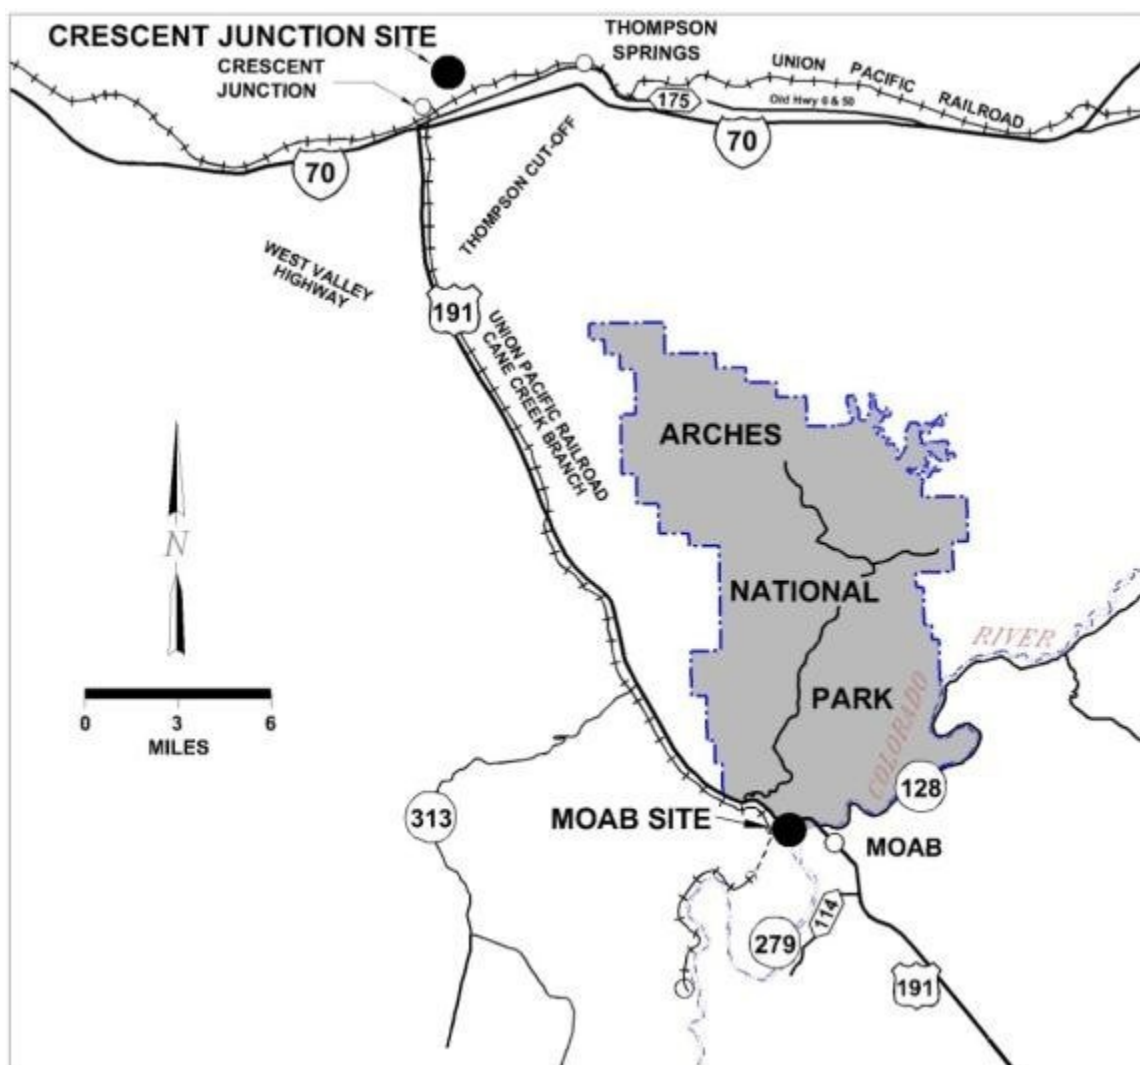 CRESCENT JUNCTION SITE
THOMPSON
SPRINGS
CRESCENT
JUNCTION
UNION PACIFIC RAILROAD
175
Old Hwy 6 & 50
70
70
THOMPSON CUT-OFF
WEST VALLEY
HIGHWAY
191
UNION PACIFIC RAILROAD
CANE CREEK BRANCH
ARCHES
NATIONAL
PARK
N
0 3 6
MILES
RIVER
COLORADO
128
313
MOAB SITE
MOAB
114
279
191